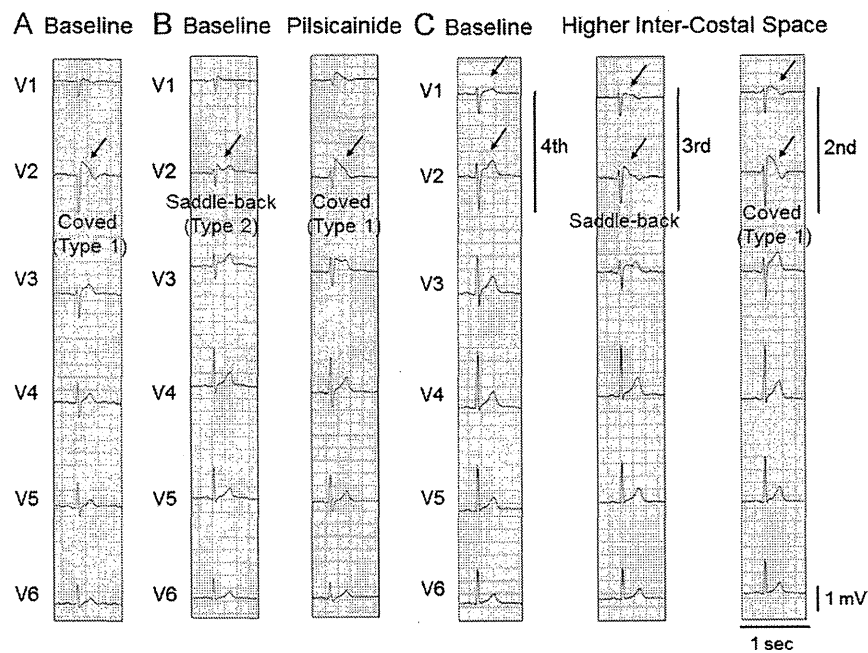 A Baseline
B Baseline Pilsicainide
C Baseline Higher Inter-Costal Space
V1
V2
Coved
(Type 1)
V3
V4
V5
V6
V1
V2
Saddle-back
(Type 2)
Coved
(Type 1)
V3
V4
V5
V6
V1
4th
3rd
2nd
V2
Saddle-back
Coved
(Type 1)
V3
V4
V5
V6
1 mV
1 sec